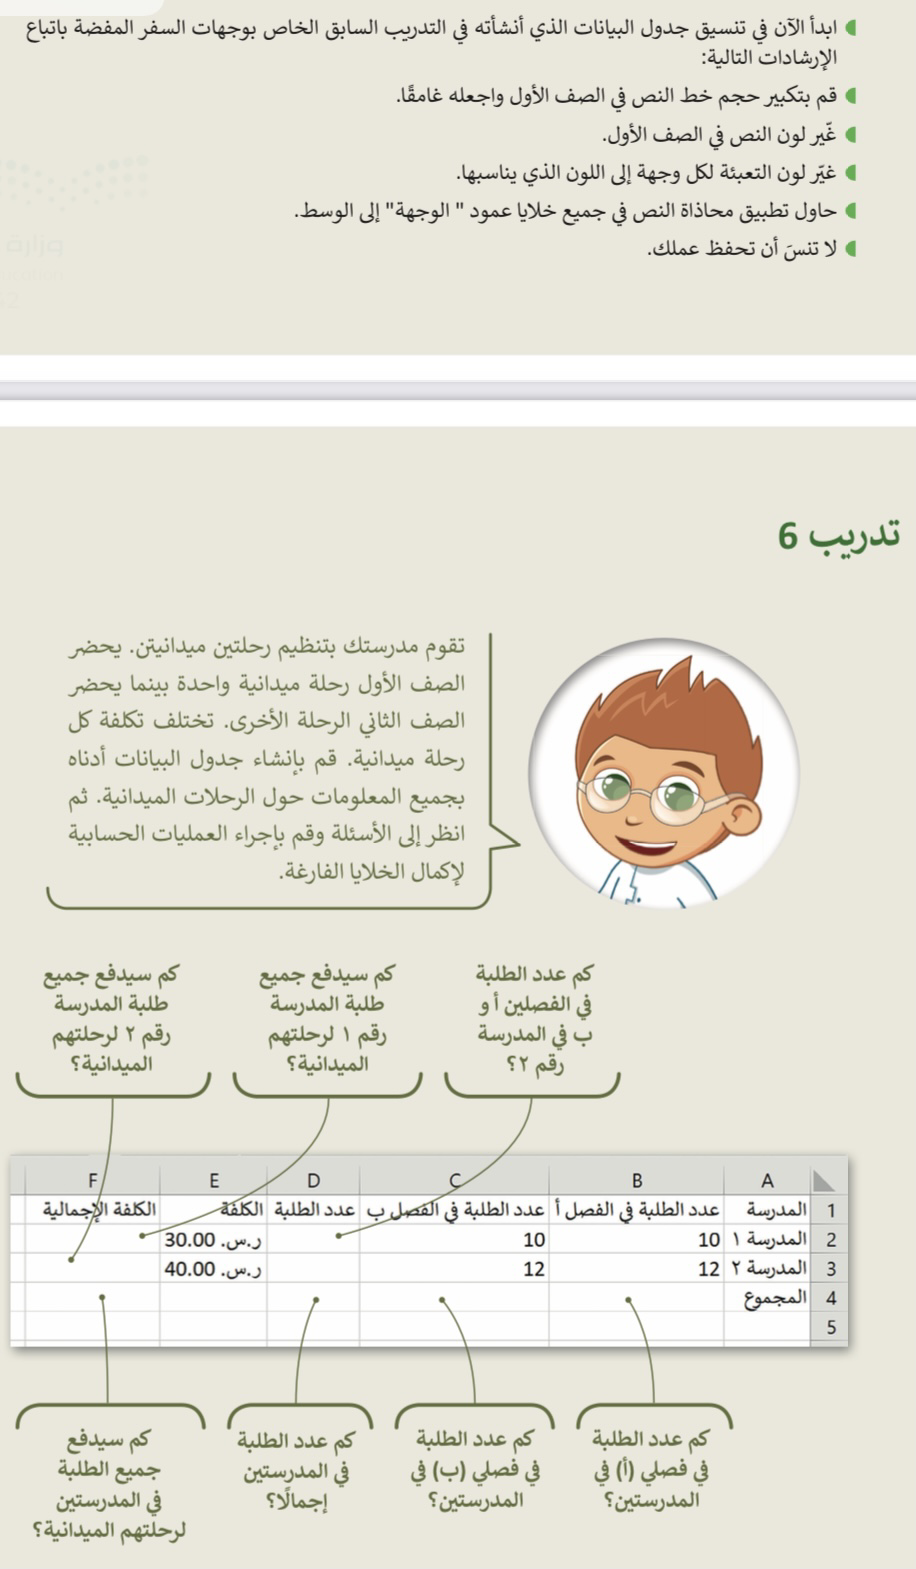 ابدأ الآن في تنسيق جدول البيانات الذي أنشأته في التدريب السابق الخاص بوجهات السفر المفضة باتباع
الإرشادات التالية:
قم بتكبير حجم خط النص في الصف الأول واجعله غامقًا.
غّير لون النص في الصف الأول.
غيّر لون التعبئة لكل وجهة إلى اللون الذي يناسبها.
حاول تطبيق محاذاة النص في جميع خلايا عمود " الوجهة" إلى الوسط.
لا تنسَ أن تحفظ عملك.
وزارة
تدريب 6
تقوم مدرستك بتنظيم رحلتين ميدانيتن. يحضر
الصف الأول رحلة ميدانية واحدة بينما يحضر
الصف الثاني الرحلة الأخرى. تختلف تكلفة كل
رحلة ميدانية. قم بإنشاء جدول البيانات أدناه
بجميع المعلومات حول الرحلات الميدانية. ثم
انظر إلى الأسئلة وقم بإجراء العمليات الحسابية
لإكمال الخلايا الفارغة.
كم عدد الطلبة
في الفصلين أ و
ب في المدرسة
رقم ٢؟
كم سيدفع جميع
طلبة المدرسة
رقم ١ لرحلتهم
الميدانية؟
كم سيدفع جميع
طلبة المدرسة
رقم ٢ لرحلتهم
الميدانية؟
A B C D E F
1 المدرسة عدد الطلبة في الفصل أ عدد الطلبة في الفصل ب عدد الطلبة الكلفة الكلفة الإجمالية
2 المدرسة ١ 10 10 ر.س. 30.00
3 المدرسة ٢ 12 12 ر.س. 40.00
4 المجموع
5
كم عدد الطلبة
في فصلي (أ) في
المدرستين؟
كم عدد الطلبة
في فصلي (ب) في
المدرستين؟
كم عدد الطلبة
في المدرستين
إجمالًا؟
كم سيدفع
جميع الطلبة
في المدرستين
لرحلتهم الميدانية؟